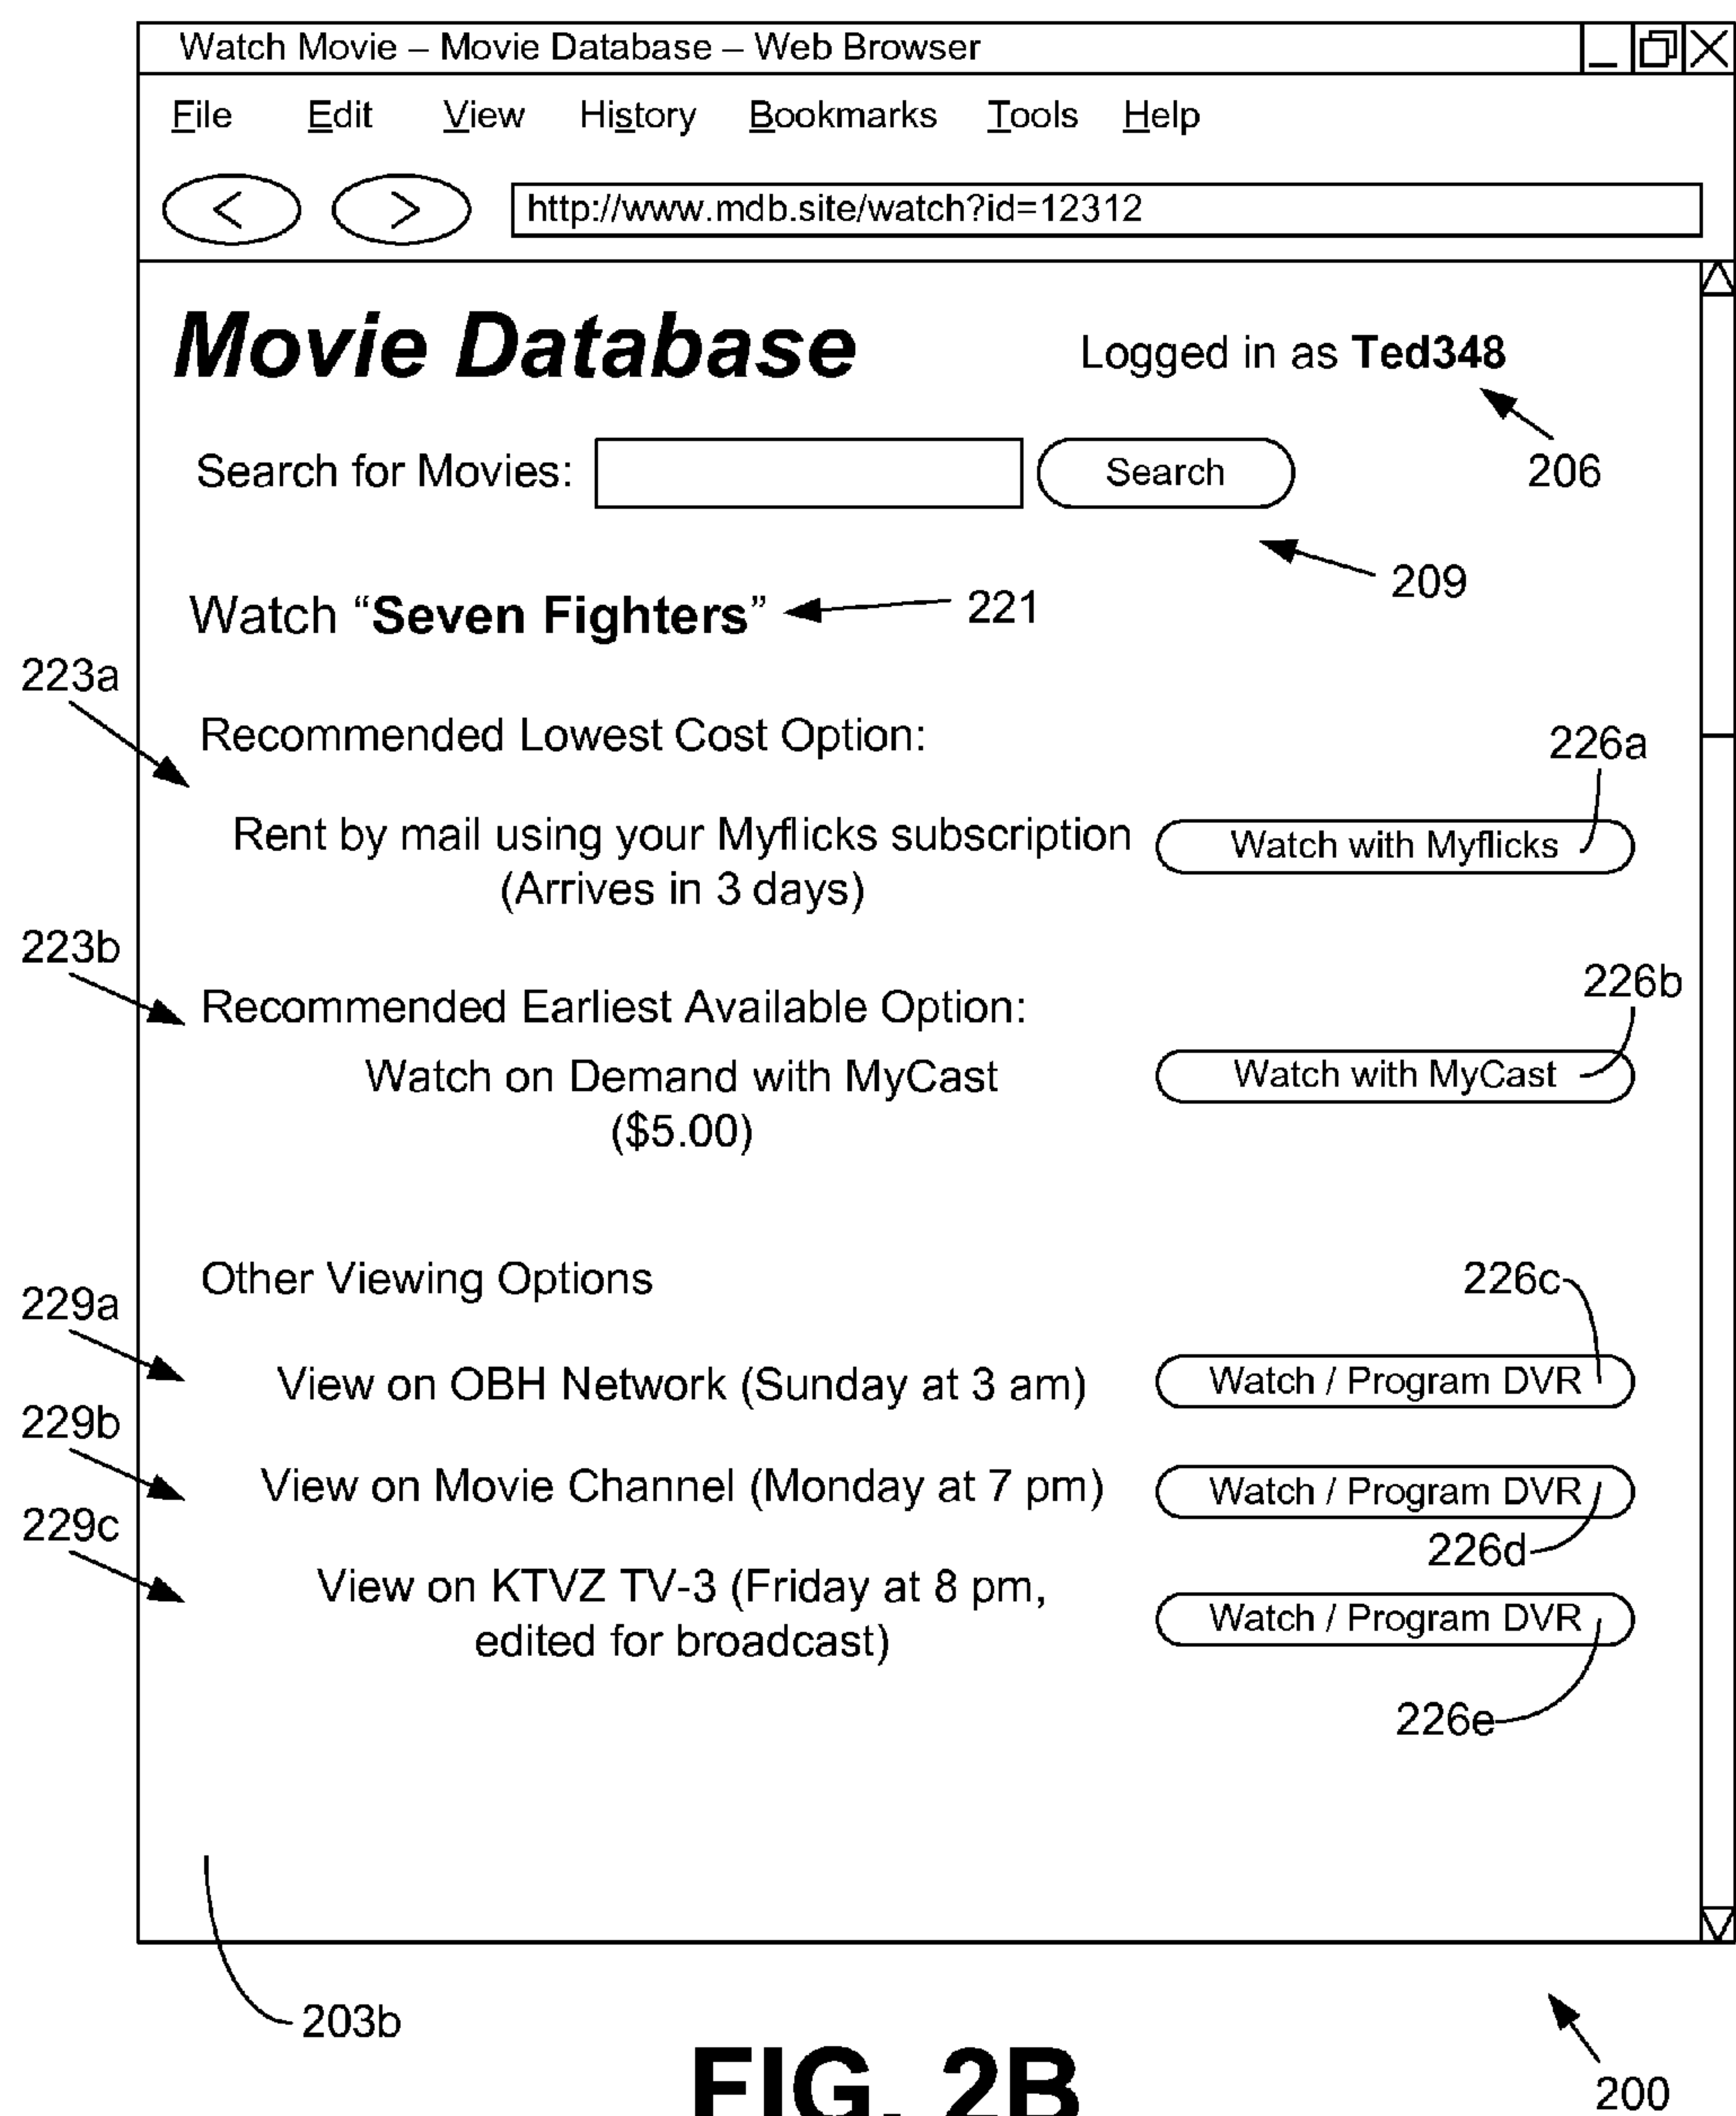 Watch Movie – Movie Database – Web Browser
File Edit View History Bookmarks Tools Help
< > http://www.mdb.site/watch?id=12312
Movie Database Logged in as Ted348
206
Search for Movies: Search
209
Watch “Seven Fighters” 221
223a
Recommended Lowest Cost Option:
226a
Rent by mail using your Myflicks subscription Watch with Myflicks
(Arrives in 3 days)
223b
226b
Recommended Earliest Available Option:
Watch on Demand with MyCast Watch with MyCast
($5.00)
Other Viewing Options 226c
229a
View on OBH Network (Sunday at 3 am) Watch / Program DVR
229b
View on Movie Channel (Monday at 7 pm) Watch / Program DVR
229c
226d
View on KTVZ TV-3 (Friday at 8 pm, Watch / Program DVR
edited for broadcast)
226e
203b
FIG. 2B
200